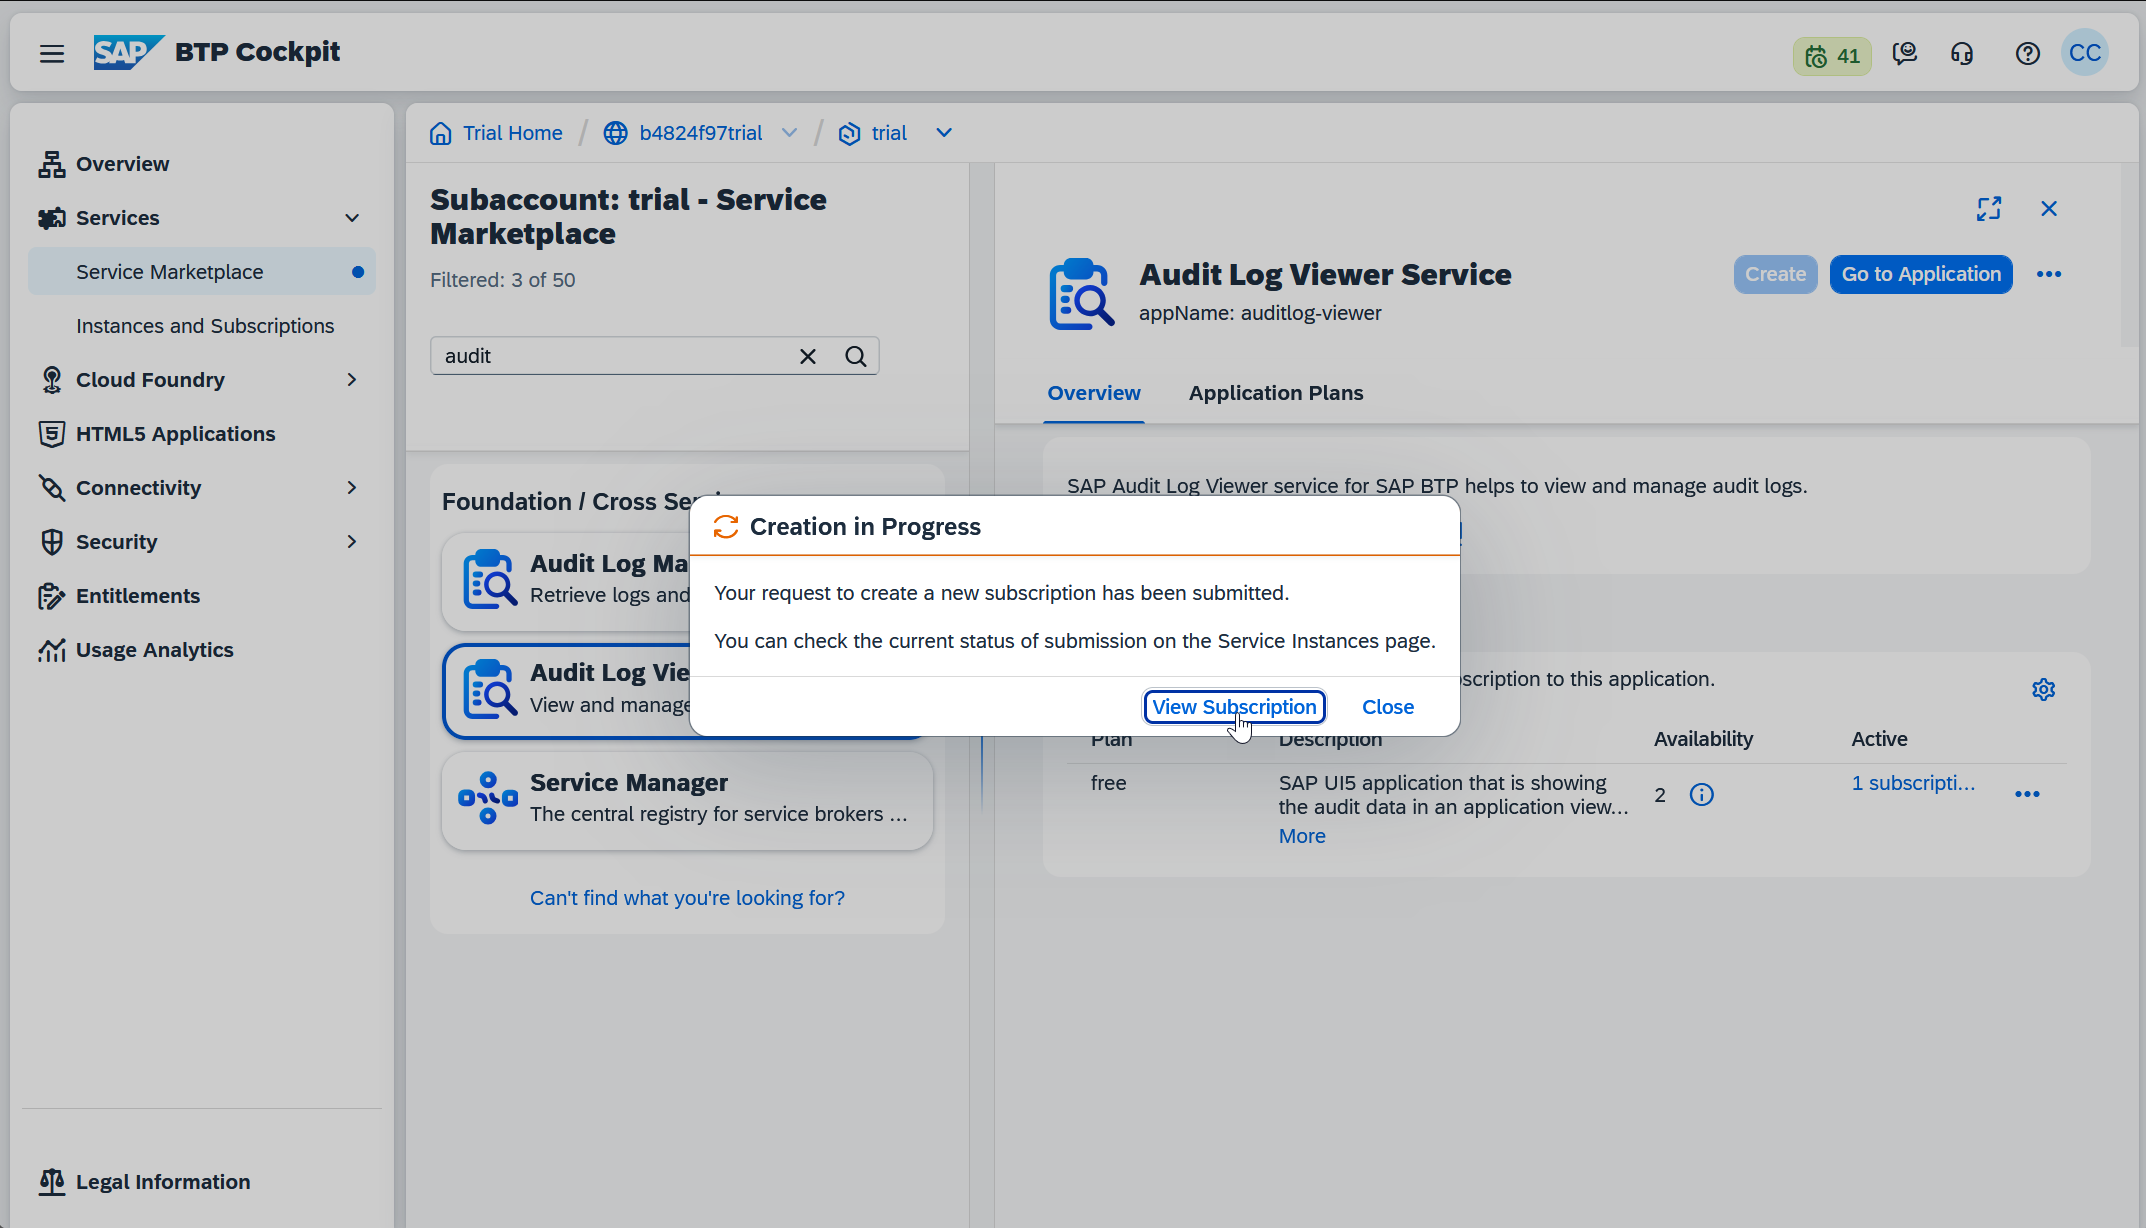 SAP BTP Cockpit
41
CC
Overview
Services
Service Marketplace
Instances and Subscriptions
Cloud Foundry
HTML5 Applications
Connectivity
Security
Entitlements
Usage Analytics
Legal Information
Trial Home / b4824f97trial / trial
Subaccount: trial - Service
Marketplace
Filtered: 3 of 50
audit
Foundation / Cross Se
Audit Log Ma
Retrieve logs and
Audit Log Vie
View and manage
Service Manager
The central registry for service brokers ...
Can't find what you're looking for?
Audit Log Viewer Service
appName: auditlog-viewer
Create
Go to Application
Overview
Application Plans
SAP Audit Log Viewer service for SAP BTP helps to view and manage audit logs.
scription to this application.
Plan
Description
Availability
Active
free
SAP UI5 application that is showing
the audit data in an application view...
More
2
1 subscripti...
Creation in Progress
Your request to create a new subscription has been submitted.
You can check the current status of submission on the Service Instances page.
View Subscription
Close